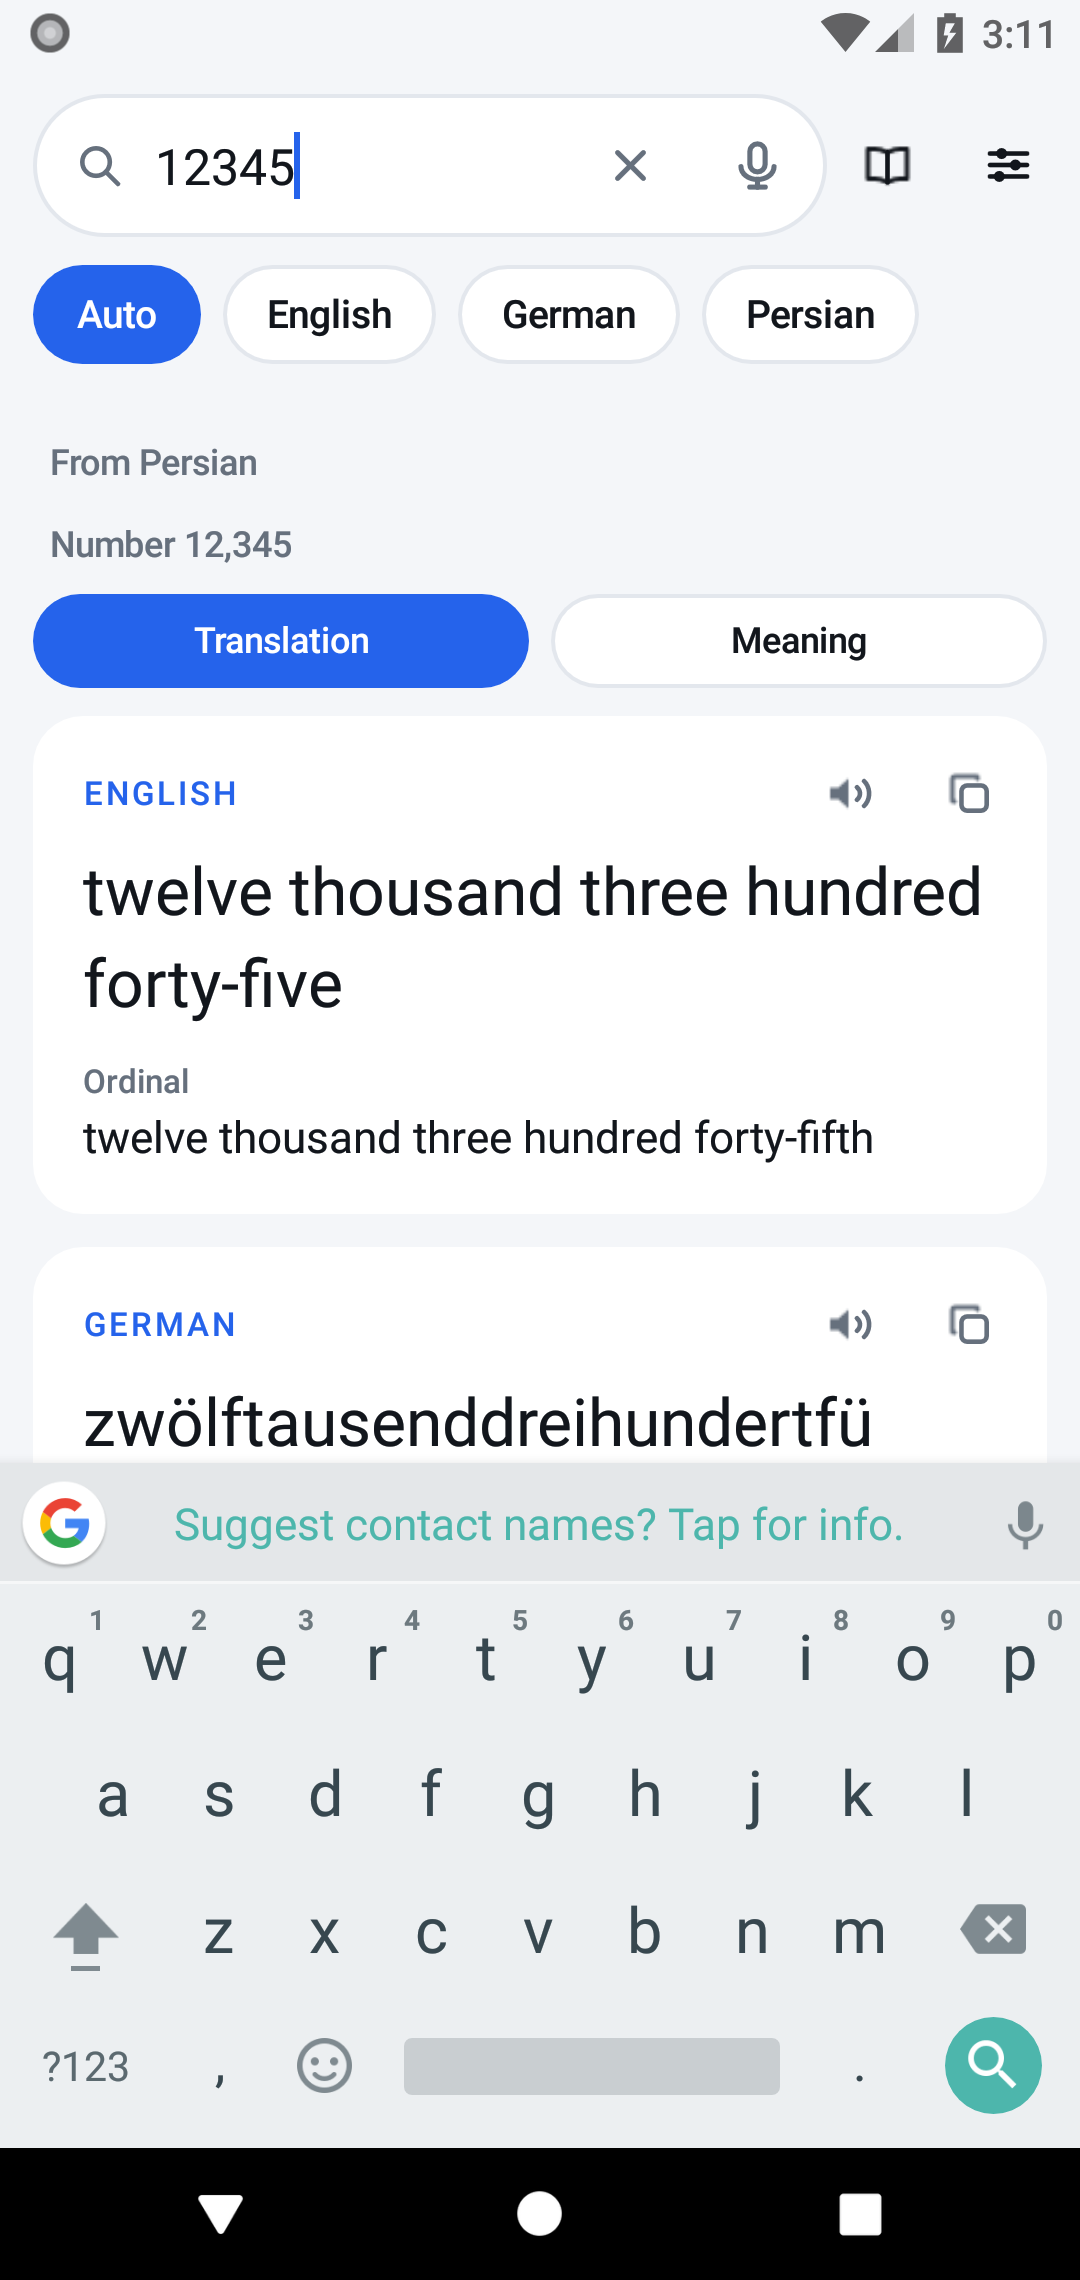 3:11
12345
Auto
English
German
Persian
From Persian
Number 12,345
Translation
Meaning
ENGLISH
twelve thousand three hundred
forty-five
Ordinal
twelve thousand three hundred forty-fifth
GERMAN
zwölftausenddreihundertfü
Suggest contact names? Tap for info.
1 2 3 4 5 6 7 8 9 0
q w e r t y u i o p
a s d f g h j k l
z x c v b n m
?123 , .